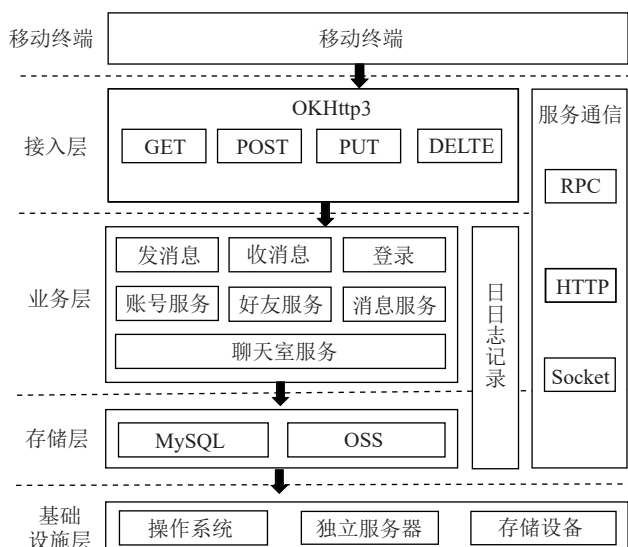 移动终端
移动终端
接入层
OKHttp3
GET POST PUT DELTE
服务通信
RPC
HTTP
Socket
业务层
发消息 收消息 登录
账号服务 好友服务 消息服务
聊天室服务
日
日
志
记
录
存储层
MySQL OSS
基础
设施层
操作系统 独立服务器 存储设备